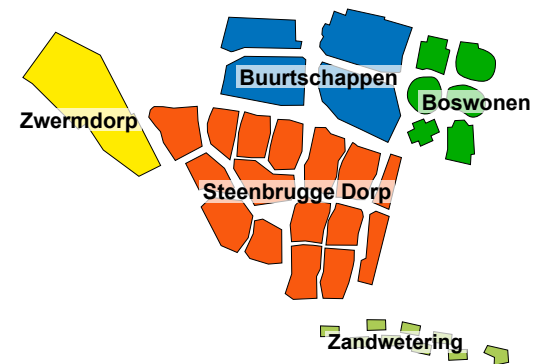 Buurtschappen
Boswonen
Zwermdorp
Steenbrugge Dorp
Zandwetering